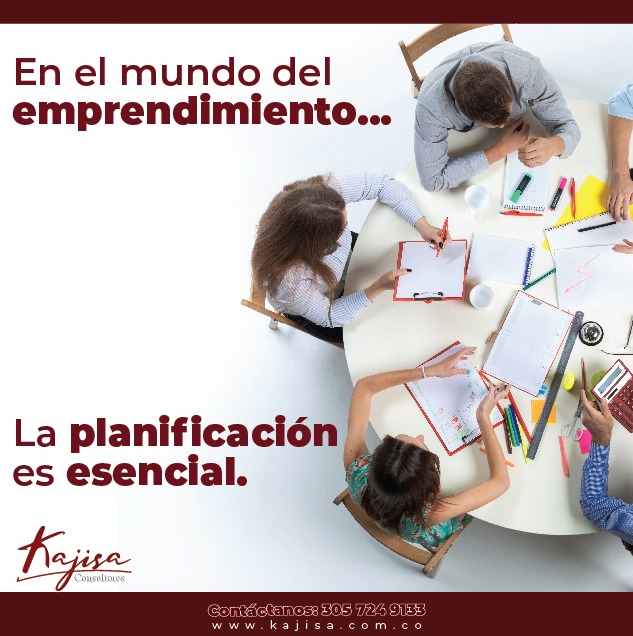 En el mundo del
emprendimiento...
La planificación
es esencial.
Kajisa
Consultores
Contáctanos: 305 724 9133
www.kajisa.com.co